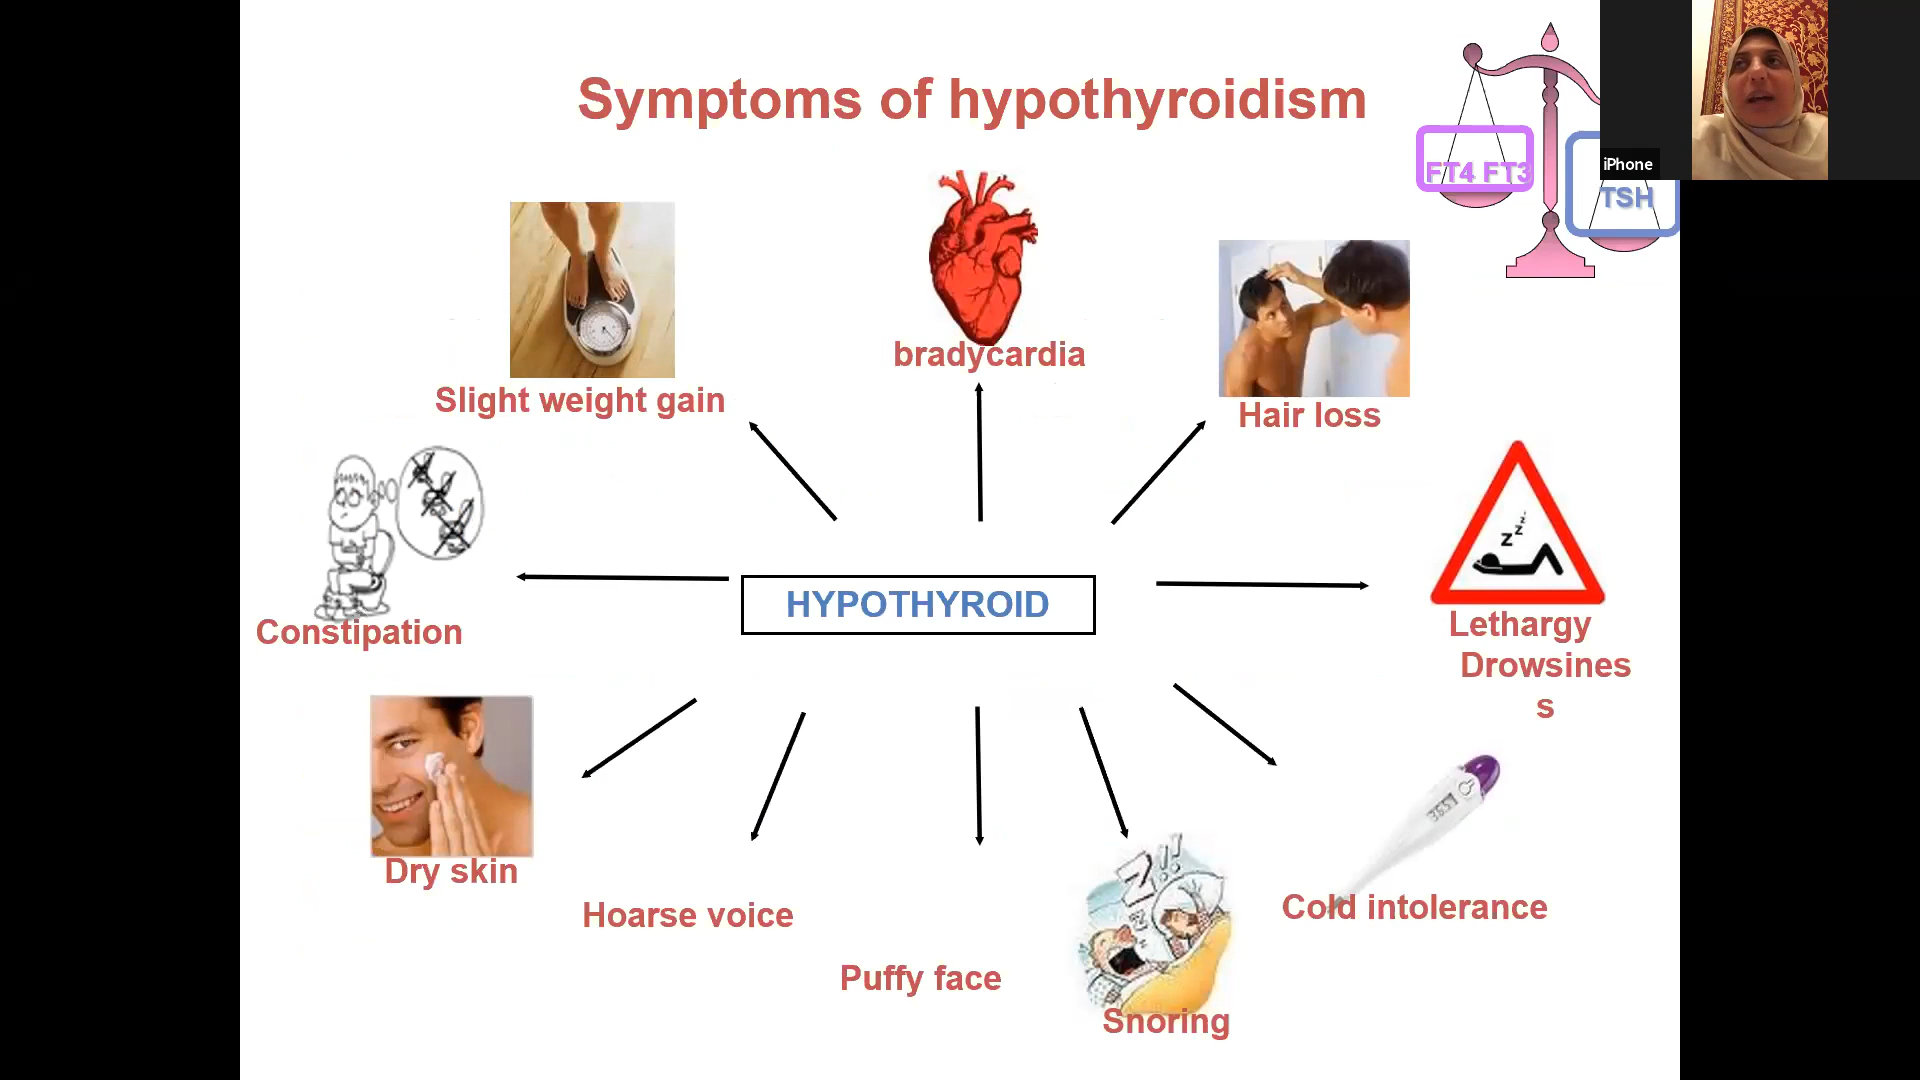 Symptoms of hypothyroidism
FT4 FT3
iPhone
TSH
bradycardia
Slight weight gain
Hair loss
Constipation
HYPOTHYROID
Lethargy
Drowsines
s
Dry skin
Hoarse voice
Cold intolerance
Puffy face
Snoring
z z z
Z!!
z